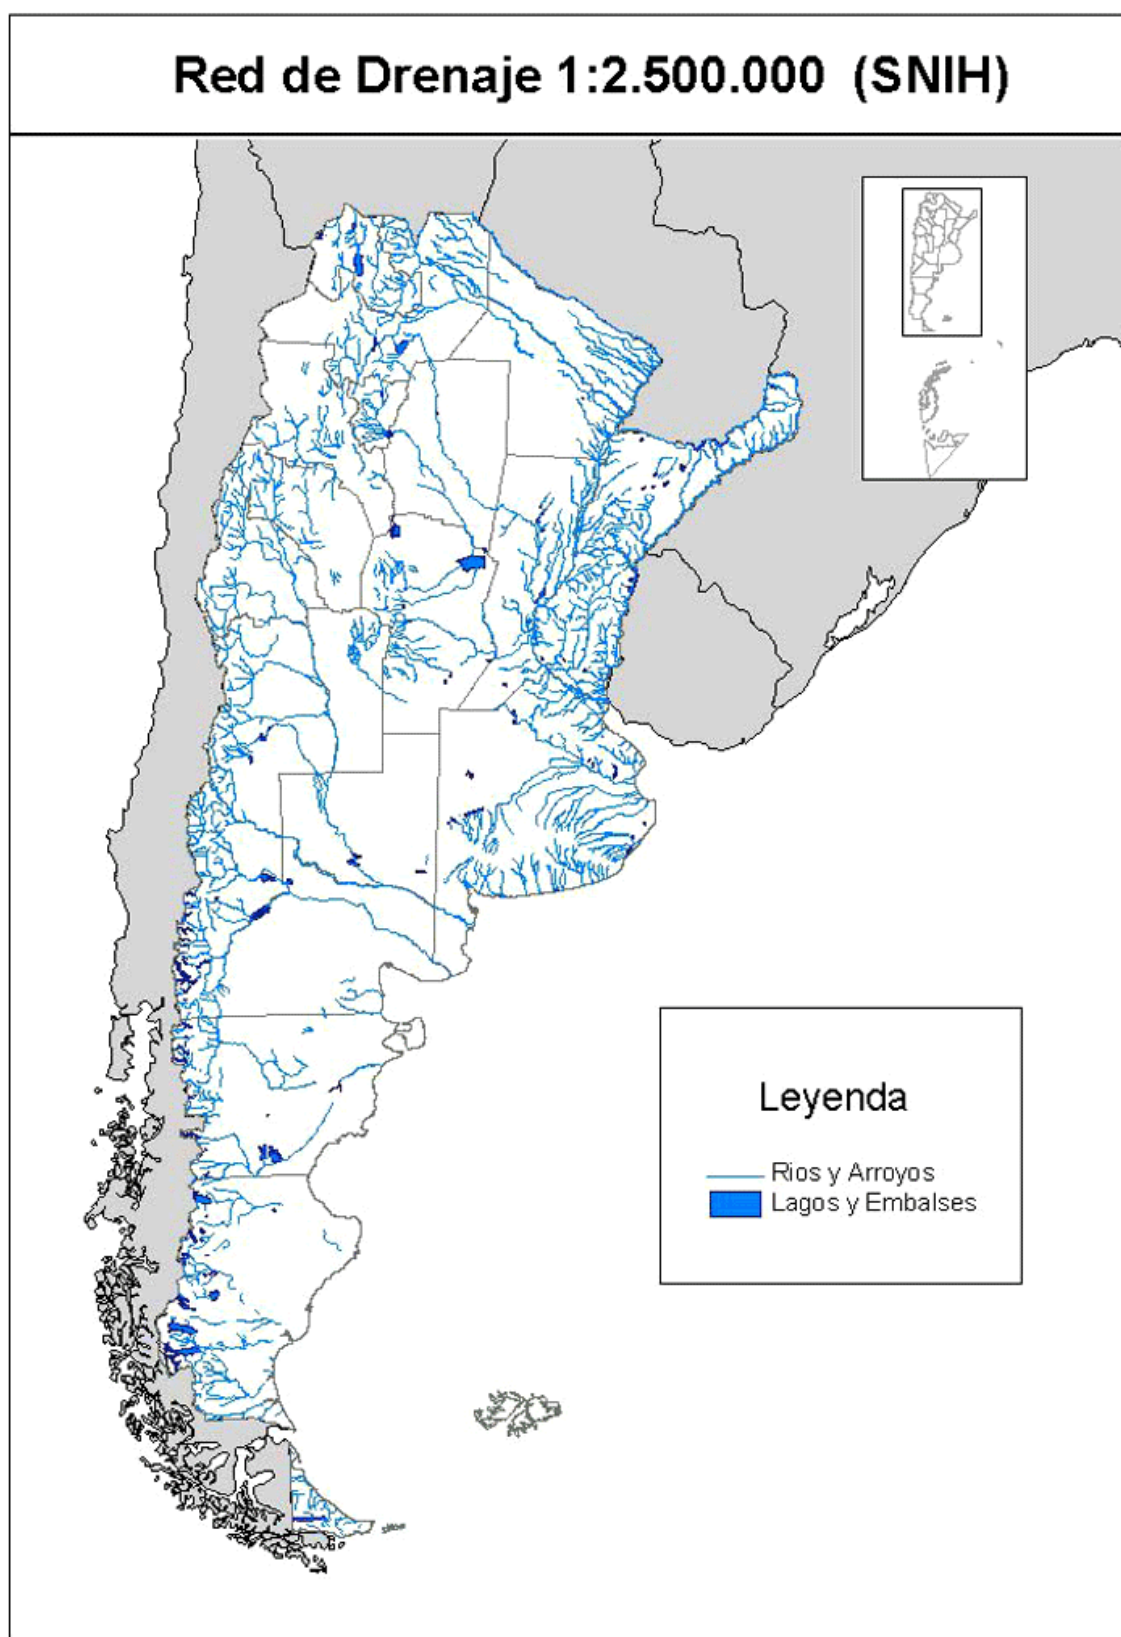 Red de Drenaje 1:2.500.000 (SNIH)
Leyenda
Rios y Arroyos
Lagos y Embalses